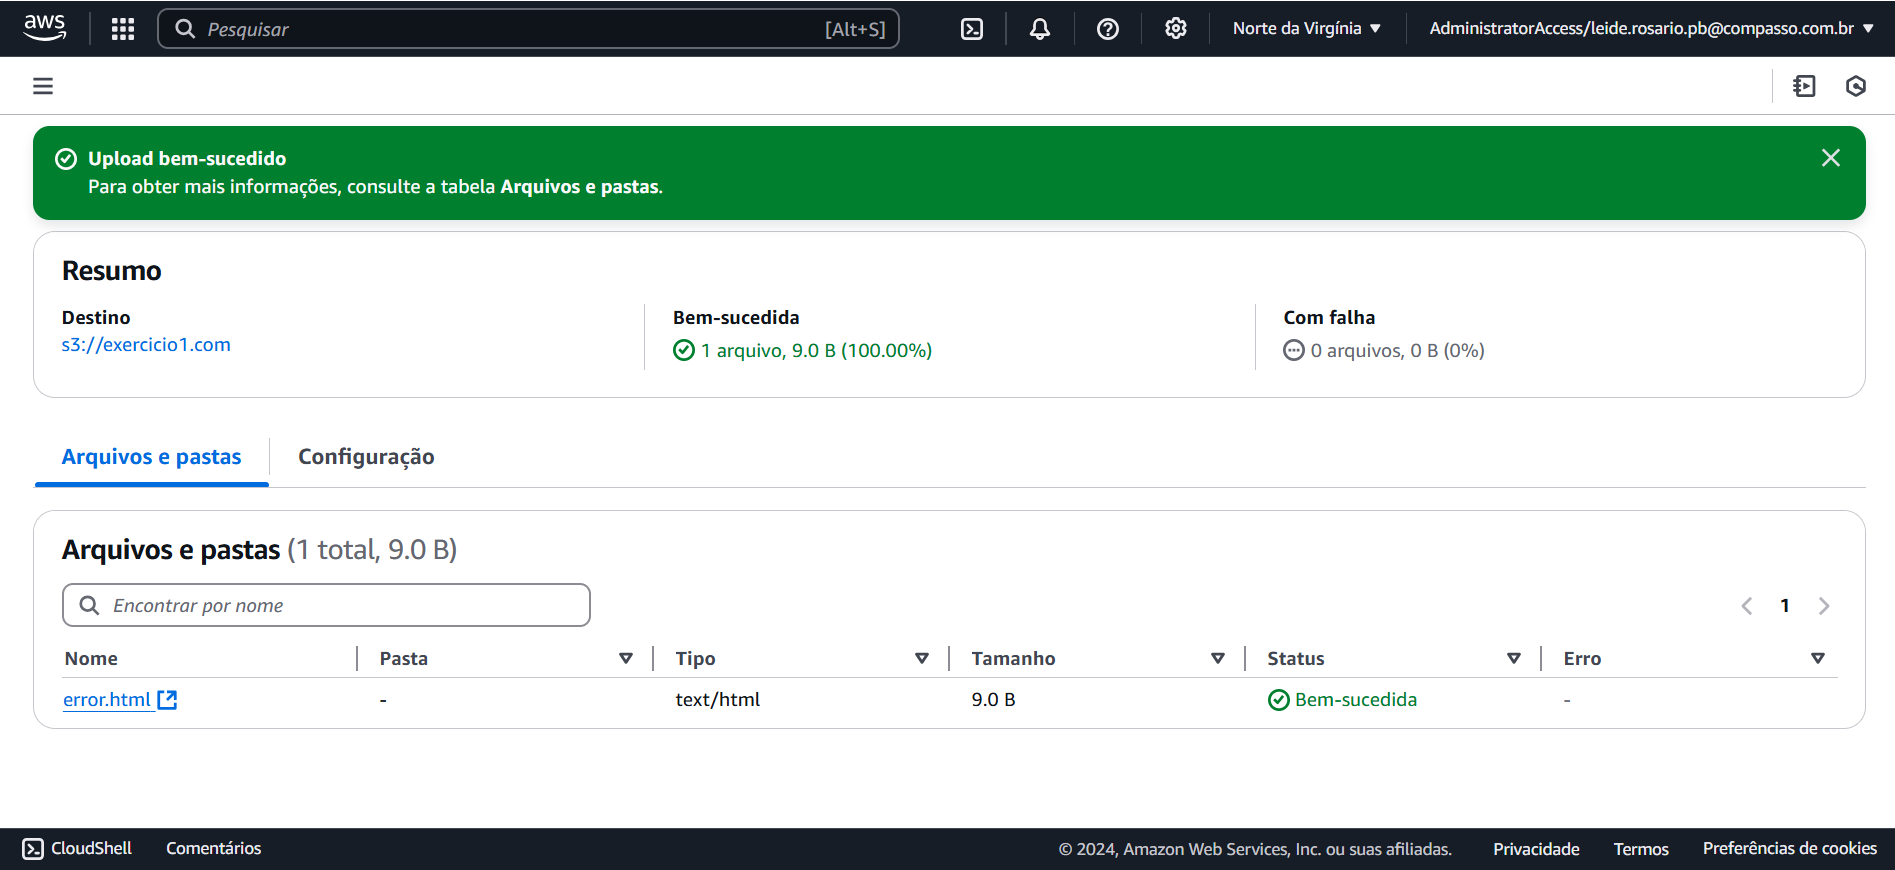 aws
Pesquisar [Alt+S] Norte da Virgínia AdministratorAccess/leide.rosario.pb@compasso.com.br
Upload bem-sucedido
Para obter mais informações, consulte a tabela Arquivos e pastas.
Resumo
Destino
s3://exercicio1.com
Bem-sucedida
1 arquivo, 9.0 B (100.00%)
Com falha
0 arquivos, 0 B (0%)
Arquivos e pastas Configuração
Arquivos e pastas (1 total, 9.0 B)
Encontrar por nome 1
Nome Pasta Tipo Tamanho Status Erro
error.html - text/html 9.0 B Bem-sucedida -
CloudShell Comentários © 2024, Amazon Web Services, Inc. ou suas afiliadas. Privacidade Termos Preferências de cookies